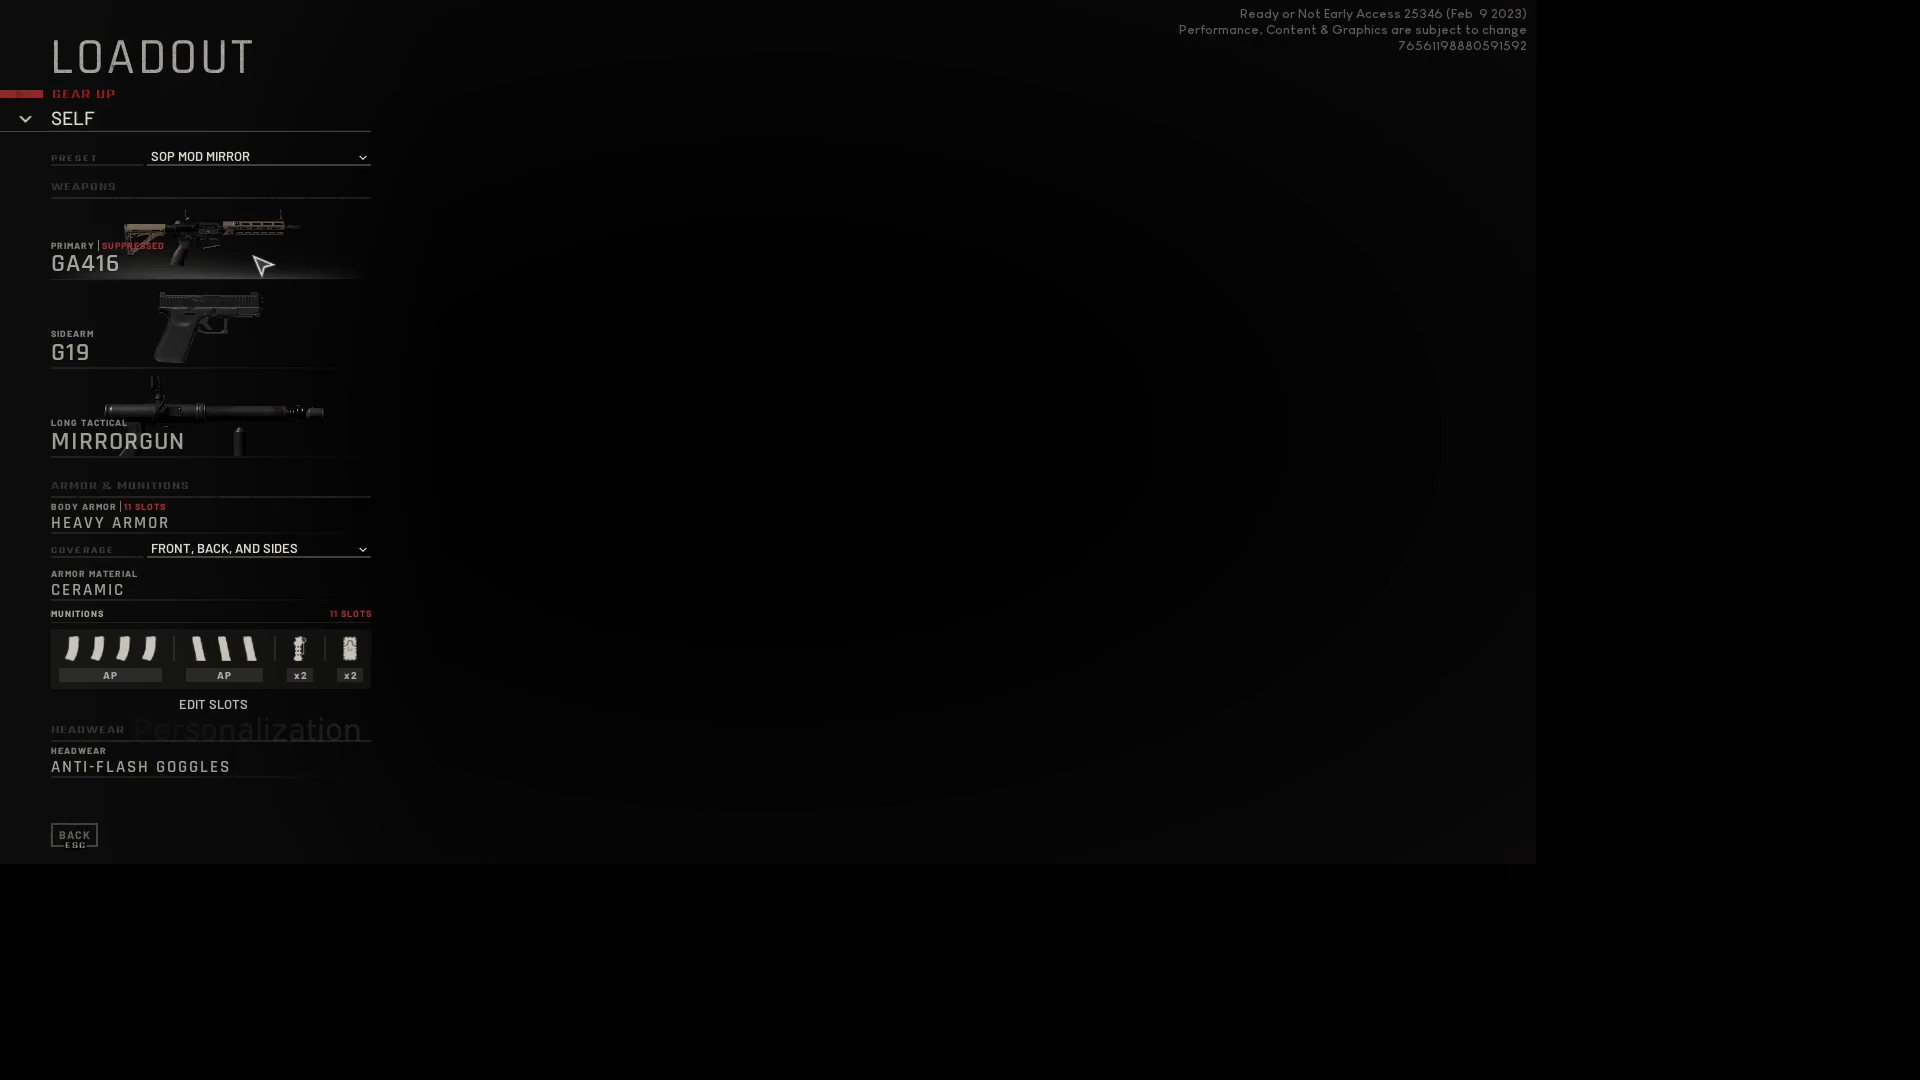 Ready or Not Early Access 25346 (Feb 9 2023)
Performance, Content & Graphics are subject to change
76561198880591592
LOADOUT
GEAR UP
SELF
PRESET SOP MOD MIRROR
WEAPONS
PRIMARY | SUPPRESSED
GA416
SIDEARM
G19
LONG TACTICAL
MIRRORGUN
ARMOR & MUNITIONS
BODY ARMOR | 11 SLOTS
HEAVY ARMOR
COVERAGE FRONT, BACK, AND SIDES
ARMOR MATERIAL
CERAMIC
MUNITIONS 11 SLOTS
AP AP x2 x2
EDIT SLOTS
HEADWEAR Personalization
HEADWEAR
ANTI-FLASH GOGGLES
BACK
ESC